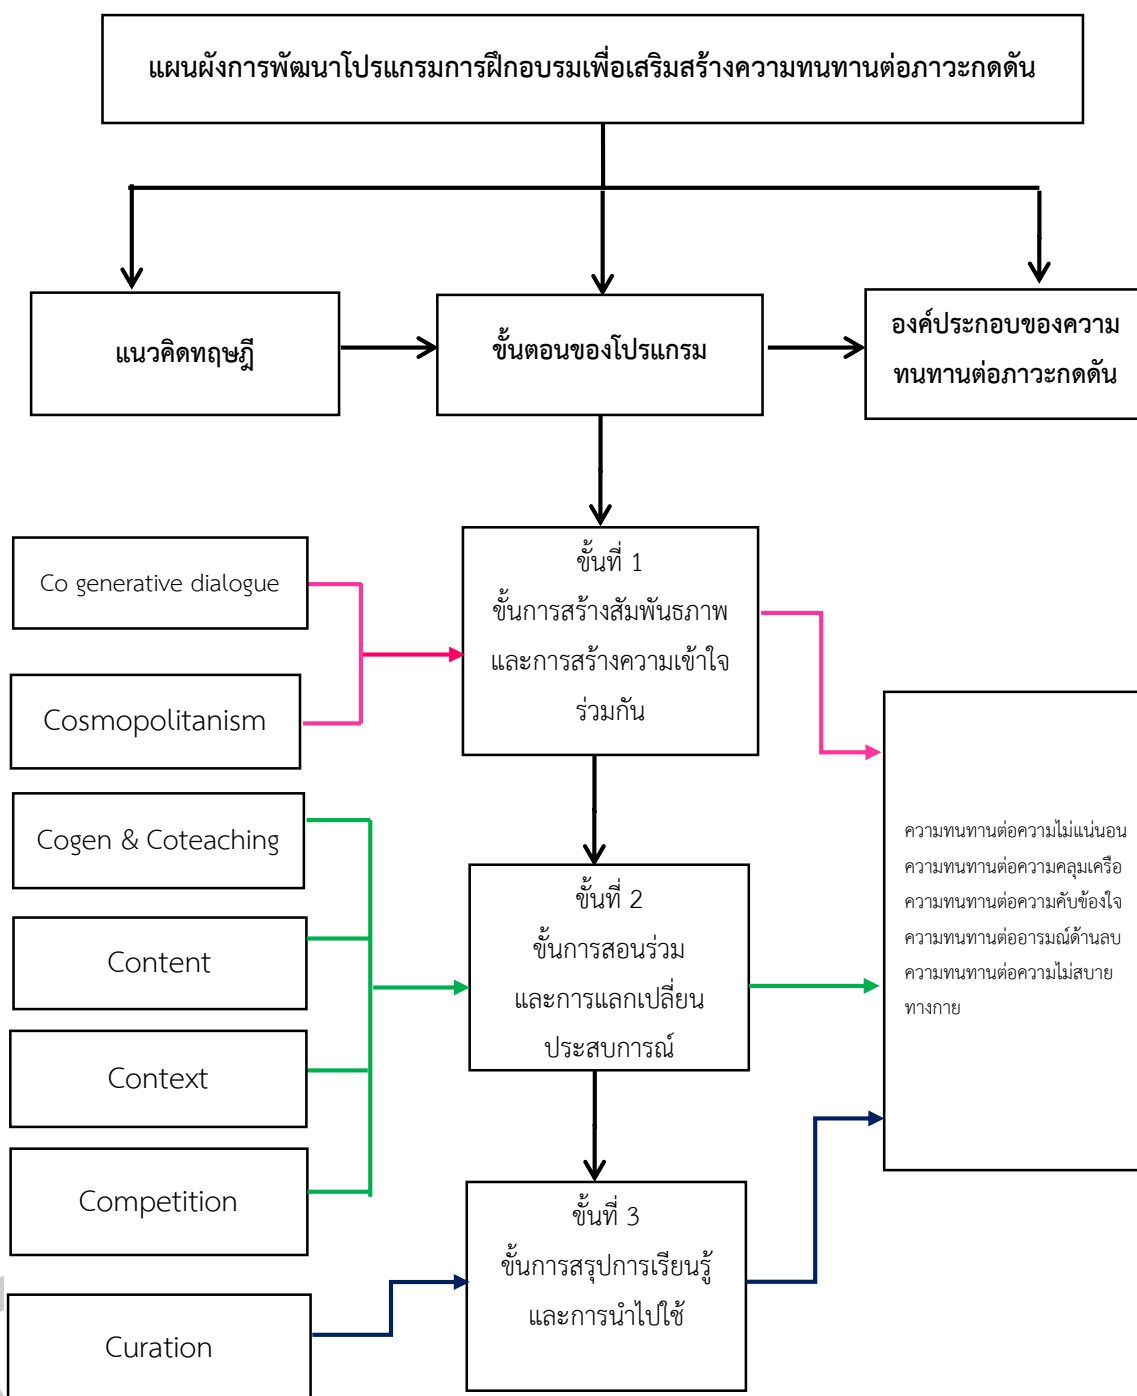 แผนผังการพัฒนาโปรแกรมการฝึกอบรมเพื่อเสริมสร้างความทนทานต่อภาวะกดดัน
แนวคิดทฤษฎี
ขั้นตอนของโปรแกรม
องค์ประกอบของความ
ทนทานต่อภาวะกดดัน
Co generative dialogue
Cosmopolitanism
Cogen & Coteaching
Content
Context
Competition
Curation
ขั้นที่ 1
ขั้นการสร้างสัมพันธภาพ
และการสร้างความเข้าใจ
ร่วมกัน
ขั้นที่ 2
ขั้นการสอนร่วม
และการแลกเปลี่ยน
ประสบการณ์
ขั้นที่ 3
ขั้นการสรุปการเรียนรู้
และการนำไปใช้
ความทนทานต่อความไม่แน่นอน
ความทนทานต่อความคลุมเครือ
ความทนทานต่อความคับข้องใจ
ความทนทานต่ออารมณ์ด้านลบ
ความทนทานต่อความไม่สบาย
ทางกาย